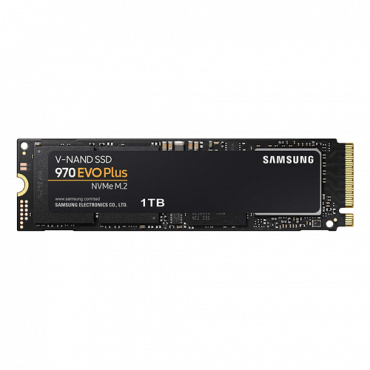 V-NAND SSD
970 EVO Plus
NVMe M.2
www.samsung.com/ssd
SAMSUNG ELECTRONICS CO., LTD.
1TB
SAMSUNG